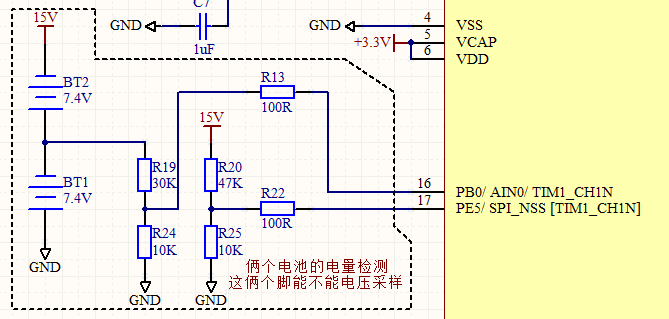 C7
GND
1uF
GND
4
VSS
+3.3V
5
VCAP
6
VDD
15V
BT2
7.4V
R13
100R
15V
BT1
7.4V
R19
30K
R20
47K
R22
100R
16
PB0/ AIN0/ TIM1_CH1N
17
PE5/ SPI_NSS [TIM1_CH1N]
R24
10K
R25
10K
GND
GND
GND
俩个电池的电量检测
这俩个脚能不能电压采样